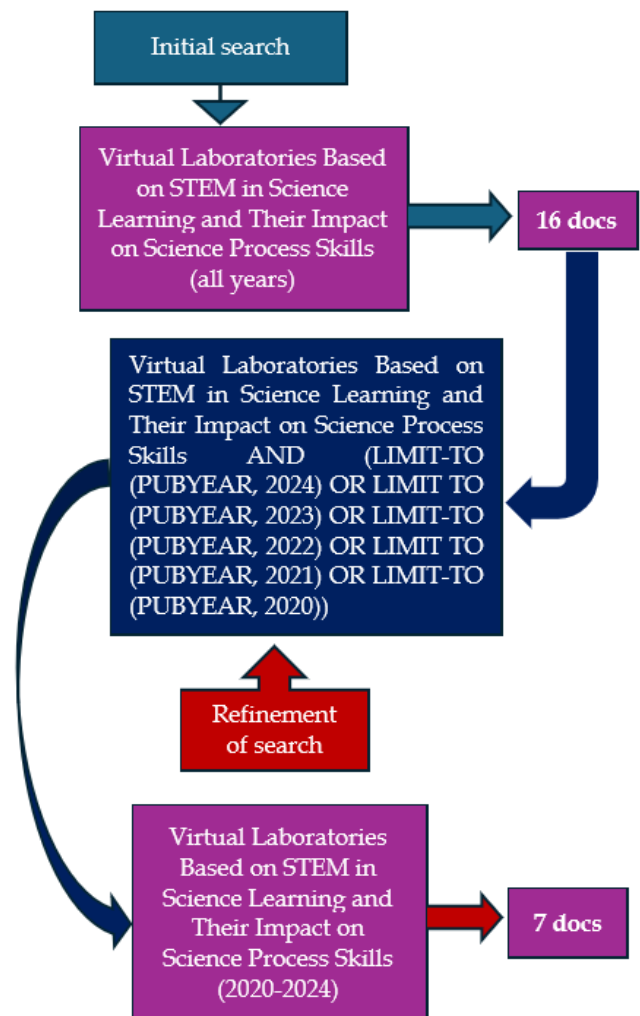 Initial search
Virtual Laboratories Based
on STEM in Science
Learning and Their Impact
on Science Process Skills
(all years)
16 docs
Virtual Laboratories Based on
STEM in Science Learning and
Their Impact on Science Process
Skills AND (LIMIT-TO
(PUBYEAR, 2024) OR LIMIT TO
(PUBYEAR, 2023) OR LIMIT-TO
(PUBYEAR, 2022) OR LIMIT TO
(PUBYEAR, 2021) OR LIMIT-TO
(PUBYEAR, 2020))
Refinement
of search
Virtual Laboratories
Based on STEM in
Science Learning and
Their Impact on
Science Process Skills
(2020-2024)
7 docs